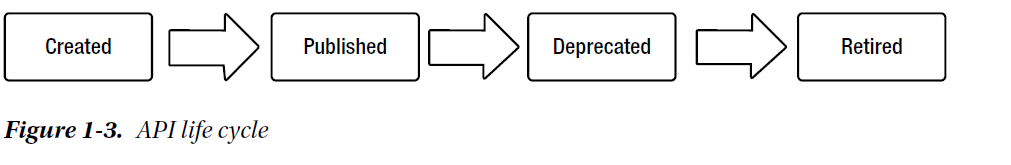 Created Published Deprecated Retired
Figure 1-3. API life cycle